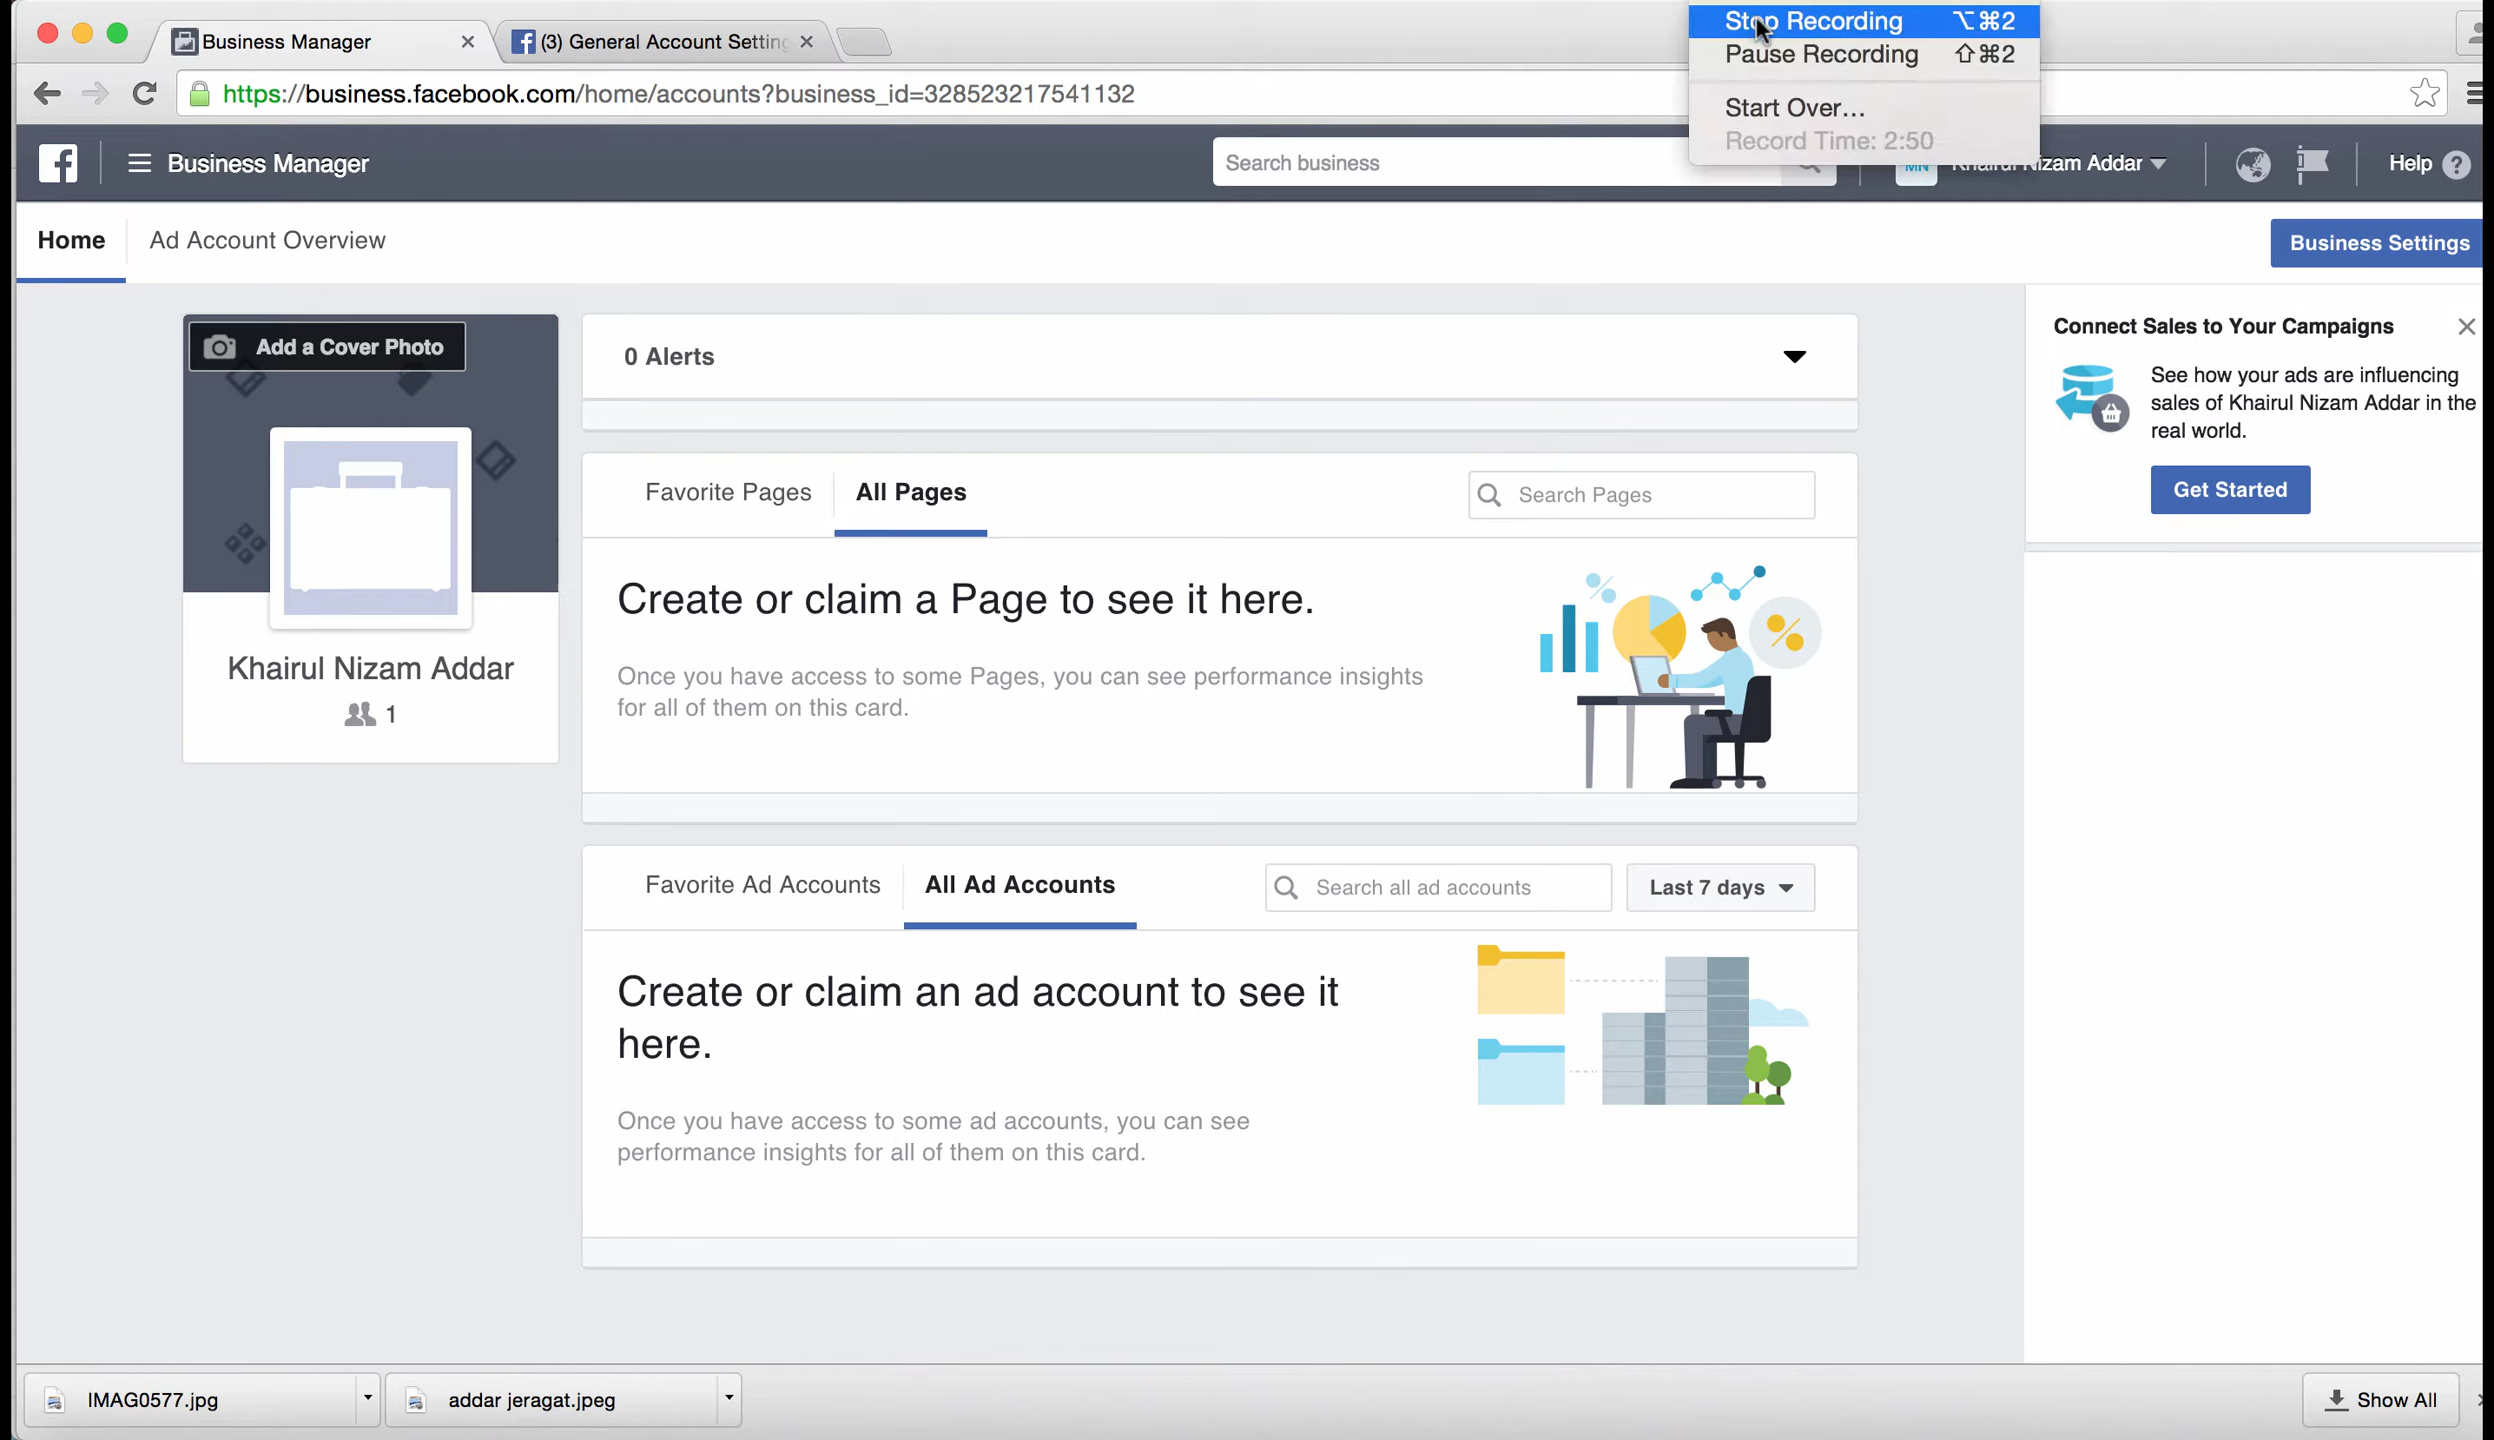 Business Manager
(3) General Account Setting
Stop Recording ⌥⌘2
Pause Recording ⇧⌘2
Start Over...
Record Time: 2:50
https://business.facebook.com/home/accounts?business_id=328523217541132
Business Manager
Search business
MN
Khairul Nizam Addar
Help ?
Home
Ad Account Overview
Business Settings
Add a Cover Photo
Khairul Nizam Addar
1
0 Alerts
Favorite Pages
All Pages
Search Pages
Create or claim a Page to see it here.
Once you have access to some Pages, you can see performance insights
for all of them on this card.
Favorite Ad Accounts
All Ad Accounts
Search all ad accounts
Last 7 days
Create or claim an ad account to see it
here.
Once you have access to some ad accounts, you can see
performance insights for all of them on this card.
Connect Sales to Your Campaigns
See how your ads are influencing
sales of Khairul Nizam Addar in the
real world.
Get Started
IMAG0577.jpg
addar jeragat.jpeg
Show All